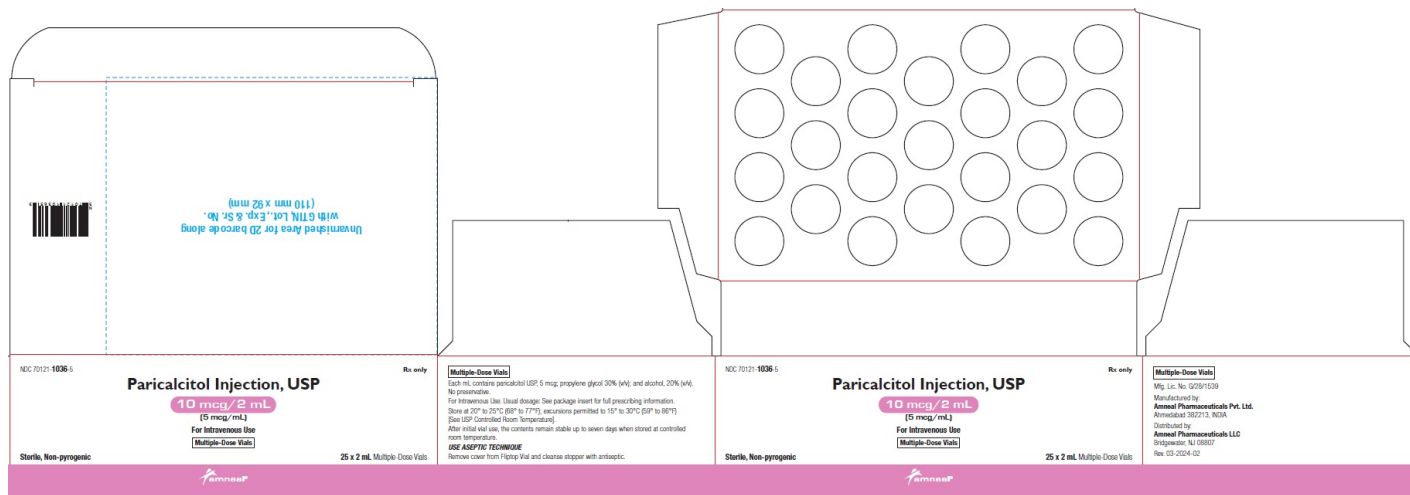 Unvarnished Area for 2D barcode along
with GTIN, Lot., Exp. & Sr. No.
(110 mm x 92 mm)
NDC 70121-1036-5
Rx only
Paricalcitol Injection, USP
10 mcg/2 mL
(5 mcg/mL)
For Intravenous Use
Multiple-Dose Vials
Sterile, Non-pyrogenic
25 x 2 mL Multiple-Dose Vials
amneal
Multiple-Dose Vials
Each mL contains paricalcitol USP, 5 mcg; propylene glycol 30% (v/v); and alcohol, 20% (v/v).
No preservative.
For Intravenous Use. Usual dosage: See package insert for full prescribing information.
Store at 20° to 25°C (68° to 77°F); excursions permitted to 15° to 30°C (59° to 86°F)
[See USP Controlled Room Temperature].
After initial vial use, the contents remain stable up to seven days when stored at controlled
room temperature.
USE ASEPTIC TECHNIQUE
Remove cover from Fliptop Vial and cleanse stopper with antiseptic.
NDC 70121-1036-5
Rx only
Paricalcitol Injection, USP
10 mcg/2 mL
(5 mcg/mL)
For Intravenous Use
Multiple-Dose Vials
Sterile, Non-pyrogenic
25 x 2 mL Multiple-Dose Vials
amneal
Multiple-Dose Vials
Mfg. Lic. No. G/28/1539
Manufactured by:
Amneal Pharmaceuticals Pvt. Ltd.
Ahmedabad 382213, INDIA
Distributed by:
Amneal Pharmaceuticals LLC
Bridgewater, NJ 08807
Rev. 03-2024-02